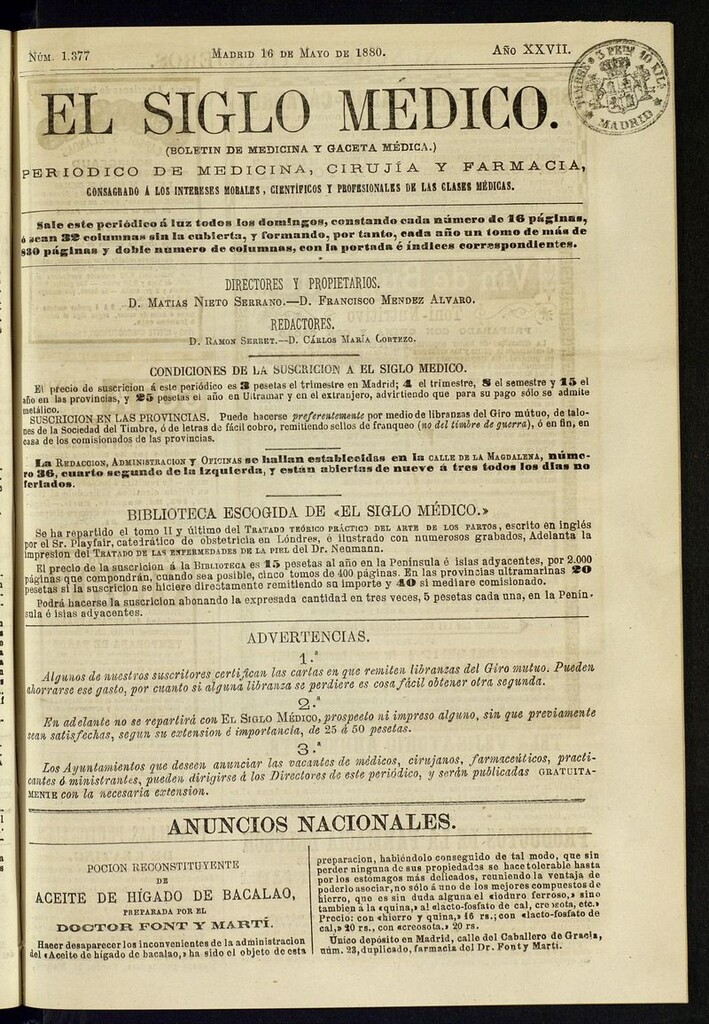 NÚM. 1.377
MADRID 16 DE MAYO DE 1880.
AÑO XXVII.
TIMBRE 3 PETS 10 KILS
MADRID
EL SIGLO MÉDICO.
(BOLETIN DE MEDICINA Y GACETA MÉDICA.)
PERIODICO DE MEDICINA, CIRUJÍA Y FARMACIA,
CONSAGRADO Á LOS INTERESES MORALES, CIENTÍFICOS Y PROFESIONALES DE LAS CLASES MÉDICAS.
Sale este periódico á luz todos los domingos, constando cada número de 16 páginas,
ó sean 32 columnas sin la cubierta, y formando, por tanto, cada año un tomo de más de
830 páginas y doble numero de columnas, con la portada é índices correspondientes.
DIRECTORES Y PROPIETARIOS.
D. MATIAS NIETO SERRANO.—D. FRANCISCO MENDEZ ALVARO.
REDACTORES.
D. RAMON SERRET.—D. CÁRLOS MARÍA CORTEZO.
CONDICIONES DE LA SUSCRICION A EL SIGLO MEDICO.
El precio de suscricion á este periódico es 3 pesetas el trimestre en Madrid; 4 el trimestre, 8 el semestre y 15 el
año en las provincias, y 25 pesetas el año en Ultramar y en el extranjero, advirtiendo que para su pago sólo se admite
metálico.
SUSCRICION EN LAS PROVINCIAS. Puede hacerse preferentemente por medio de libranzas del Giro mútuo, de talo-
nes de la Sociedad del Timbre, ó de letras de fácil cobro, remitiendo sellos de franqueo (no del timbre de guerra), ó en fin, en
casa de los comisionados de las provincias.
La REDACCION, ADMINISTRACION Y OFICINAS se hallan establecidas en la CALLE DE LA MAGDALENA, núme-
ro 36, cuarto segundo de la izquierda, y están abiertas de nueve á tres todos los dias no
feriados.
BIBLIOTECA ESCOGIDA DE «EL SIGLO MÉDICO.»
Se ha repartido el tomo II y último del TRATADO TEÓRICO PRÁCTICO DEL ARTE DE LOS PARTOS, escrito en inglés
por el Sr. Playfair, catedrático de obstetricia en Lóndres, é ilustrado con numerosos grabados, Adelanta la
impresion del TRATADO DE LAS ENFERMEDADES DE LA PIEL del Dr. Neumann.
El precio de la suscricion á la BIBLIOTECA es 15 pesetas al año en la Península é islas adyacentes, por 2.000
páginas que compondrán, cuando sea posible, cinco tomos de 400 páginas. En las provincias ultramarinas 20
pesetas si la suscricion se hiciere directamente remitiendo su importe y 40 si mediare comisionado.
Podrá hacerse la suscricion abonando la expresada cantidad en tres veces, 5 pesetas cada una, en la Penín-
sula é islas adyacentes.
ADVERTENCIAS.
1.ª
Algunos de nuestros suscritores certifican las cartas en que remiten libranzas del Giro mutuo. Pueden
ahorrarse ese gasto, por cuanto si alguna libranza se perdiere es cosa fácil obtener otra segunda.
2.ª
En adelante no se repartirá con EL SIGLO MÉDICO, prospecto ni impreso alguno, sin que préviamente
sean satisfechas, segun su extension é importancia, de 25 á 50 pesetas.
3.ª
Los Ayuntamientos que deseen anunciar las vacantes de médicos, cirujanos, farmacéuticos, practi-
cantes ó ministrantes, pueden dirigirse á los Directores de este periódico, y serán publicadas GRATUITA-
MENTE con la necesaria extension.
ANUNCIOS NACIONALES.
POCION RECONSTITUYENTE
DE
ACEITE DE HÍGADO DE BACALAO,
PREPARADA POR EL
DOCTOR FONT Y MARTÍ.
Hacer desaparecer los inconvenientes de la administracion
del «Aceite de hígado de bacalao,» ha sido el objeto de esta
preparacion, habiéndolo conseguido de tal modo, que sin
perder ninguna de sus propiedades se hace tolerable hasta
por los estómagos más delicados, reuniendo la ventaja de
poderlo asociar, no sólo á uno de los mejores compuestos de
hierro, que es sin duda alguna el «ioduro ferroso,» sino
tambien á la «quina,» al «lacto-fosfato de cal, creosota, etc.»
Precio: con «hierro y quina,» 16 rs.; con «lacto-fosfato de
cal,» 20 rs., con «creosota,» 20 rs.
Único depósito en Madrid, calle del Caballero de Gracia,
núm. 23, duplicado, farmacia del Dr. Font y Martí.